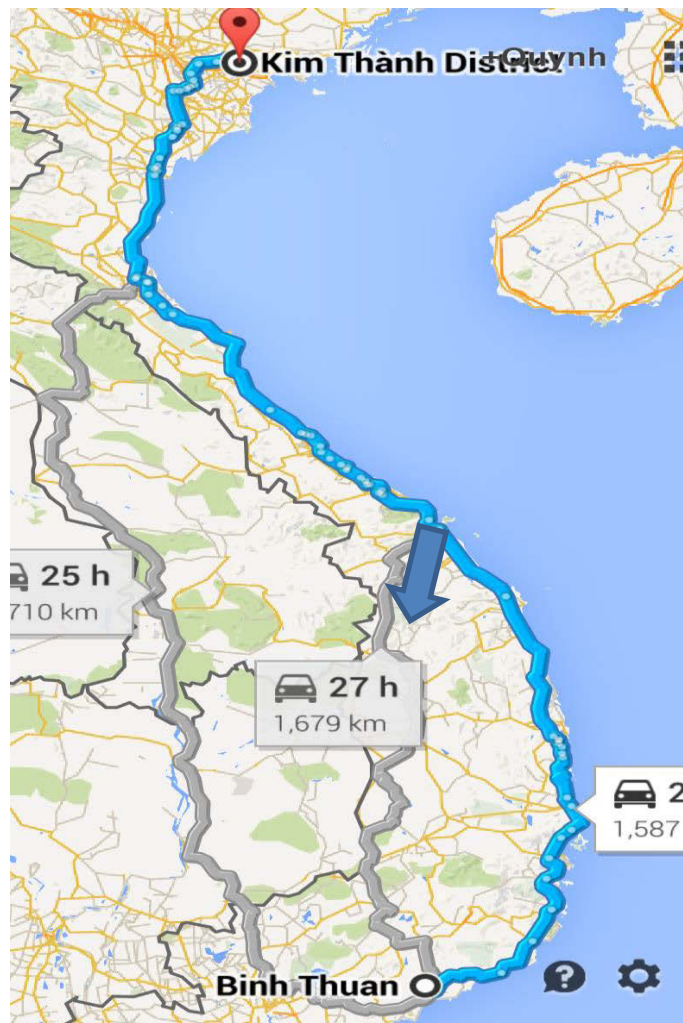 Kim Thành District
+Quynh
25 h
710 km
27 h
1,679 km
2
1,587
Binh Thuan
?